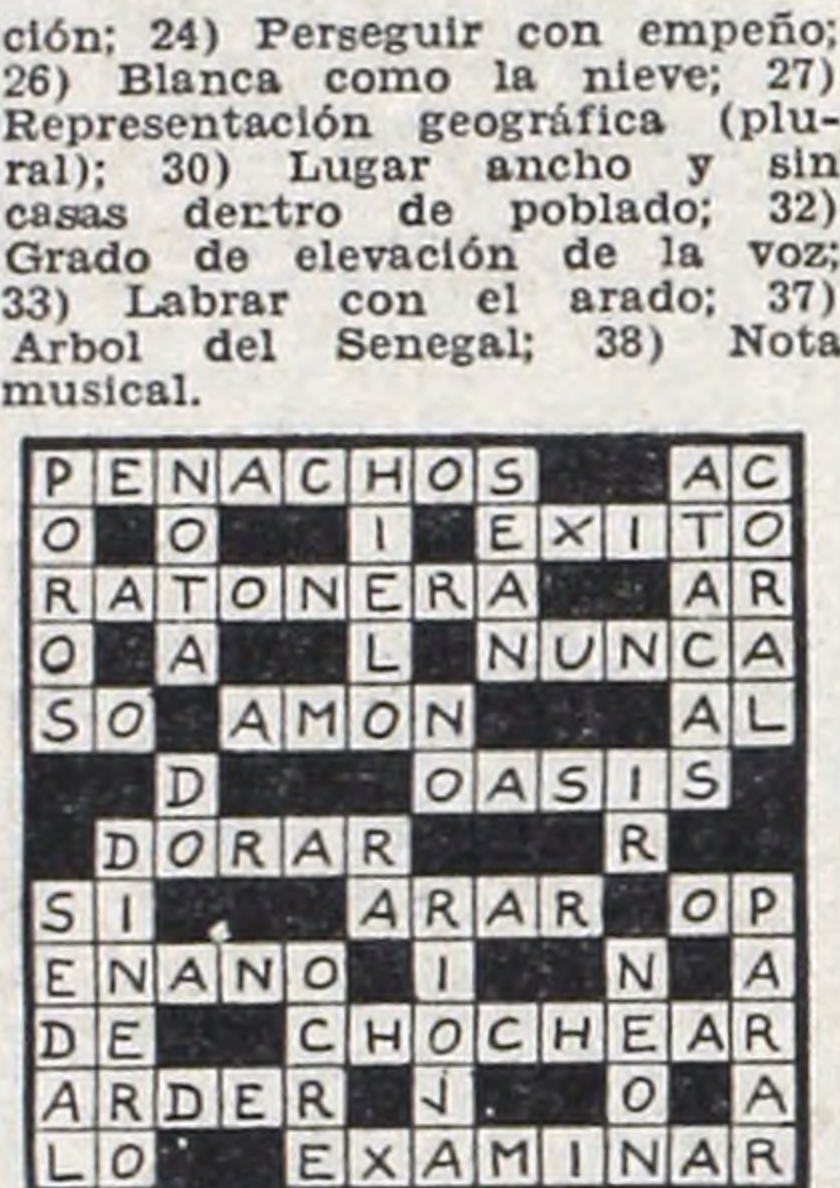 ción; 24) Perseguir con empeño;
26) Blanca como la nieve; 27)
Representación geográfica (plu-
ral); 30) Lugar ancho y sin
casas dentro de poblado; 32)
Grado de elevación de la voz;
33) Labrar con el arado; 37)
Arbol del Senegal; 38) Nota
musical.
PENACHOS AC
O O I EXITO
RATONERA AR
O A L NUNCA
SO AMON AL
D OASIS
DORAR R
SI ARAR OP
ENANO I N A
DE CHOCHEAR
ARDER J O A
LO EXAMINAR